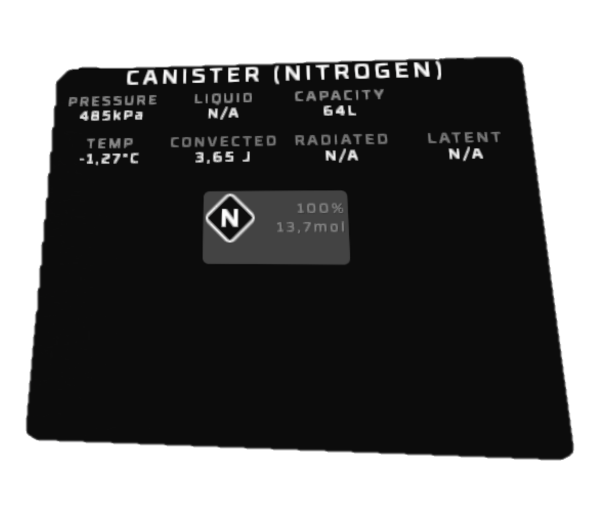 CANISTER (NITROGEN)
PRESSURE LIQUID CAPACITY
485kPa N/A 64L
TEMP CONVECTED RADIATED LATENT
-1,27°C 3,65 J N/A N/A
N 100%
13,7mol